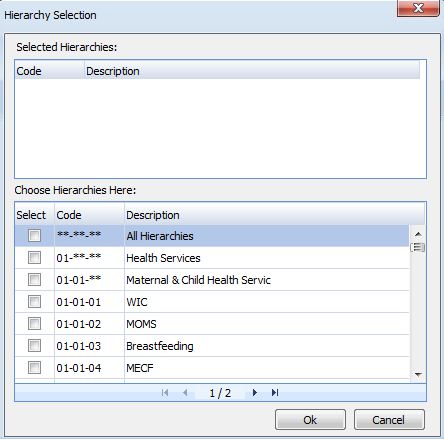 Hierarchy Selection
Selected Hierarchies:
Code Description
Choose Hierarchies Here:
Select Code Description
**-**-** All Hierarchies
01-**-** Health Services
01-01-** Maternal & Child Health Servic
01-01-01 WIC
01-01-02 MOMS
01-01-03 Breastfeeding
01-01-04 MECF
1 / 2
Ok Cancel